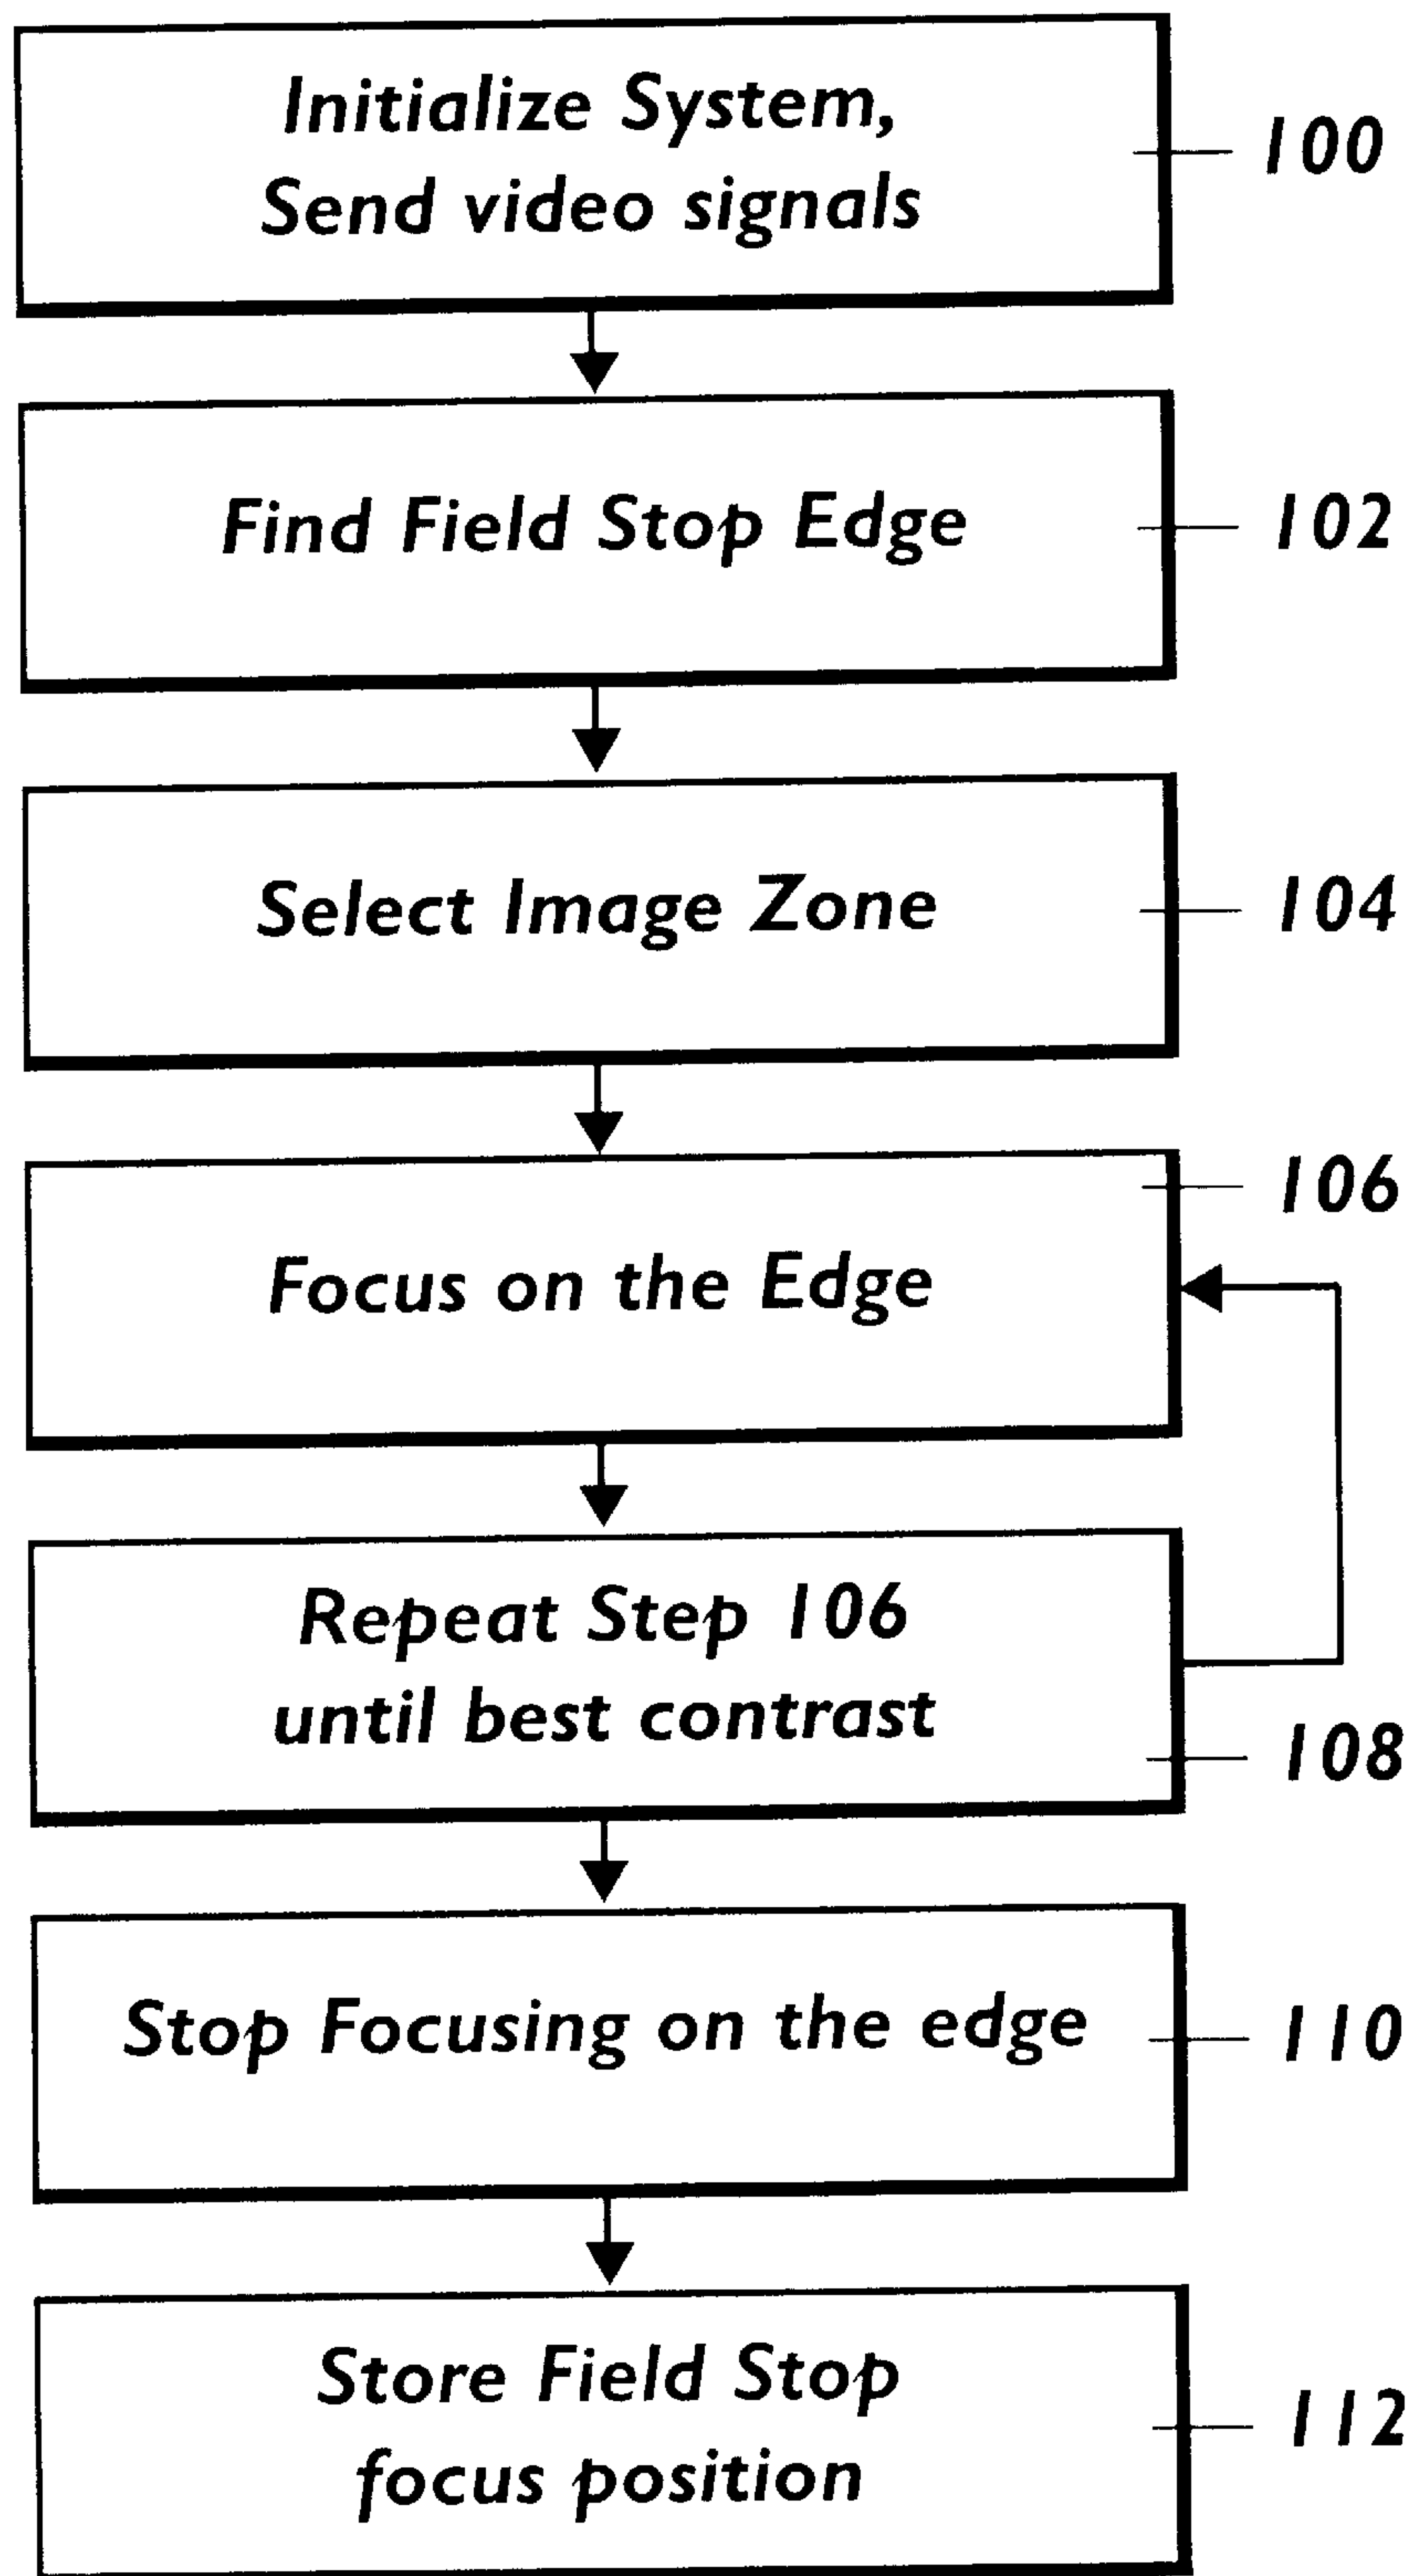 Initialize System,
Send video signals
100
Find Field Stop Edge
102
Select Image Zone
104
106
Focus on the Edge
Repeat Step 106
until best contrast
108
Stop Focusing on the edge
110
Store Field Stop
focus position
112